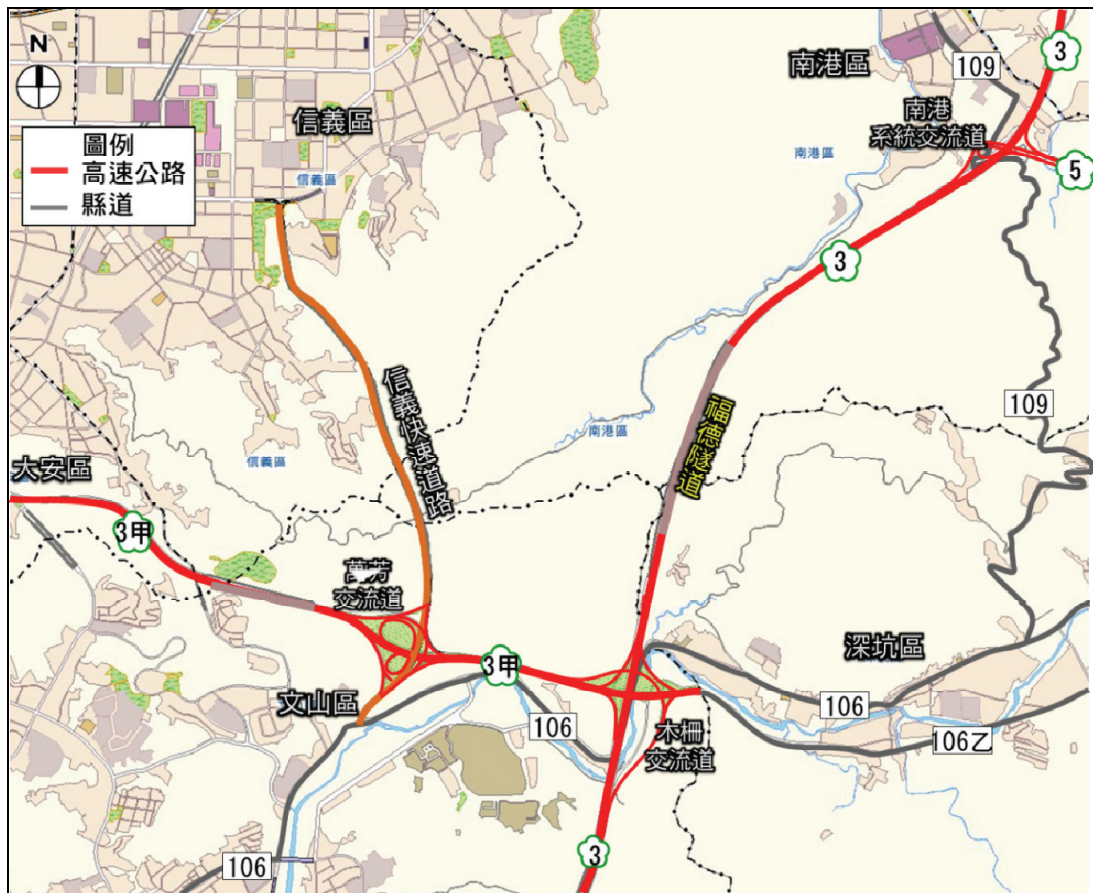 N
圖例
高速公路
縣道
信義區
信義區
南港區
109
3
南港
系統交流道
南港區
5
3
信義快速道路
福德隧道
109
南港區
信義區
大安區
3甲
萬芳
交流道
3甲
深坑區
文山區
106
106
木柵
交流道
106乙
3
106